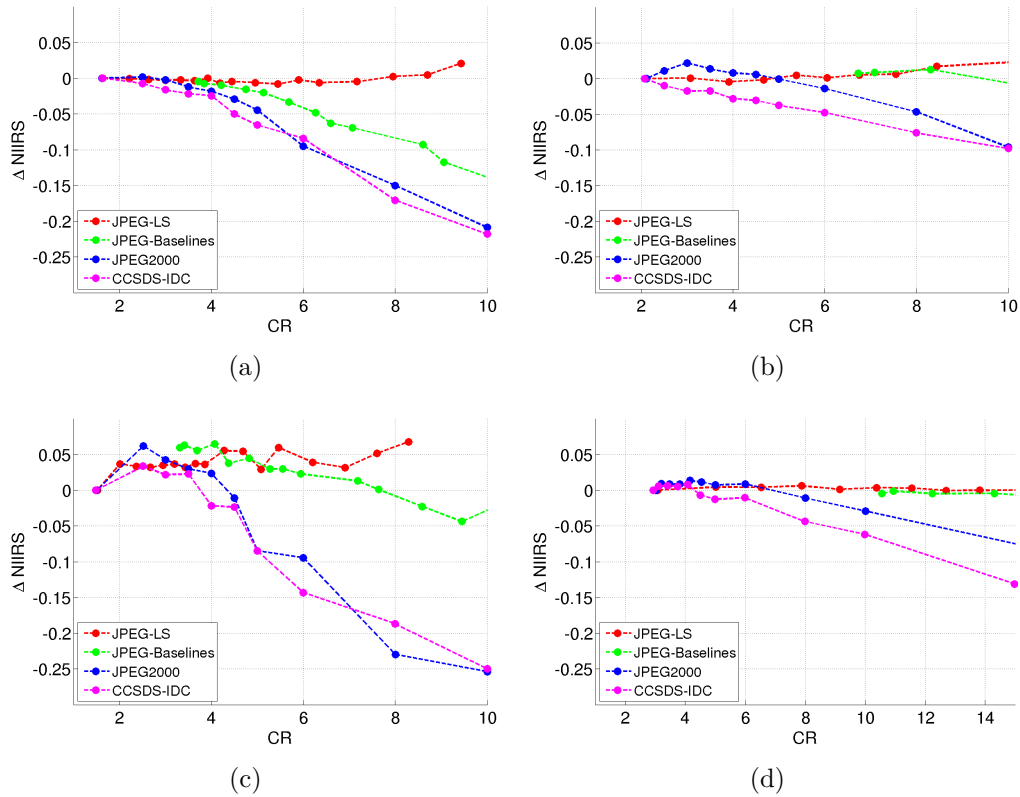 0.05
0
-0.05
-0.1
-0.15
-0.2
-0.25
Δ NIIRS
JPEG-LS
JPEG-Baselines
JPEG2000
CCSDS-IDC
2 4 6 8 10
CR
(a)
0.05
0
-0.05
-0.1
-0.15
-0.2
-0.25
Δ NIIRS
JPEG-LS
JPEG-Baselines
JPEG2000
CCSDS-IDC
2 4 6 8 10
CR
(b)
0.05
0
-0.05
-0.1
-0.15
-0.2
-0.25
Δ NIIRS
JPEG-LS
JPEG-Baselines
JPEG2000
CCSDS-IDC
2 4 6 8 10
CR
(c)
0.05
0
-0.05
-0.1
-0.15
-0.2
-0.25
Δ NIIRS
JPEG-LS
JPEG-Baselines
JPEG2000
CCSDS-IDC
2 4 6 8 10 12 14
CR
(d)